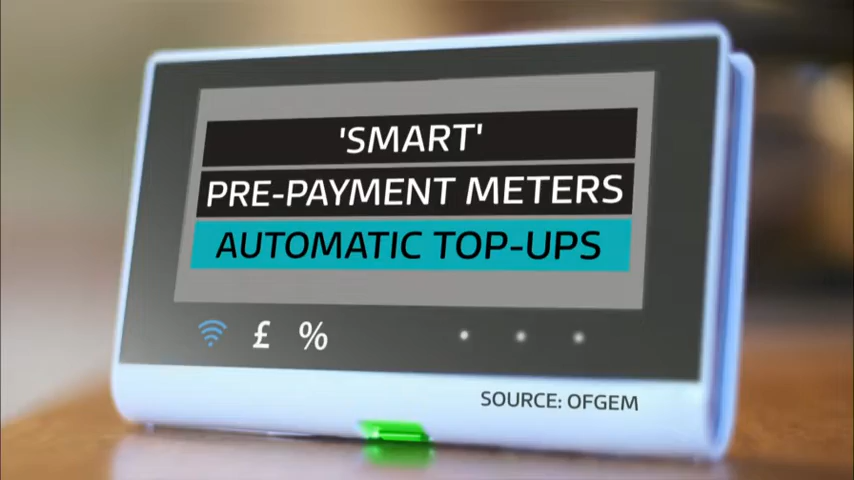 'SMART'
PRE-PAYMENT METERS
AUTOMATIC TOP-UPS
£ %
SOURCE: OFGEM